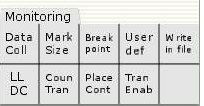 Monitoring
Data Mark Break User Write
Coll Size point def in file
LL Coun Place Tran
DC Tran Cont Enab